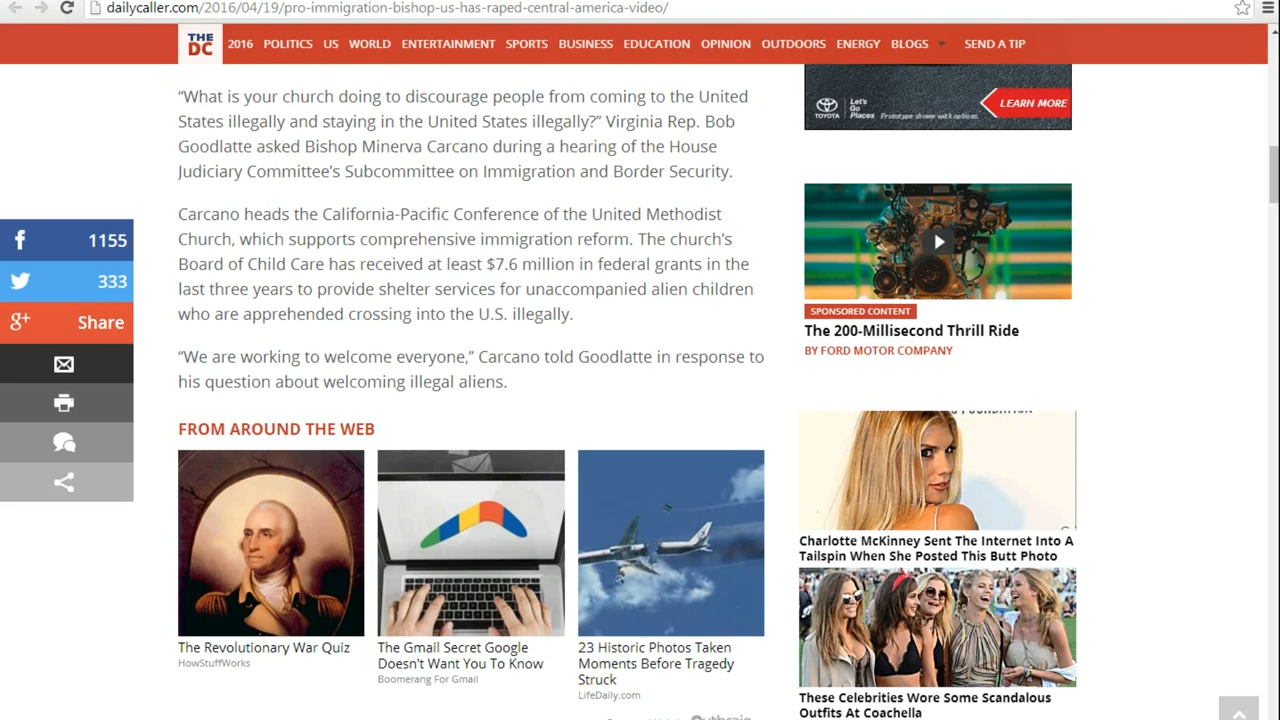 dailycaller.com/2016/04/19/pro-immigration-bishop-us-has-raped-central-america-video/
THE DC
2016 POLITICS US WORLD ENTERTAINMENT SPORTS BUSINESS EDUCATION OPINION OUTDOORS ENERGY BLOGS SEND A TIP
“What is your church doing to discourage people from coming to the United
States illegally and staying in the United States illegally?” Virginia Rep. Bob
Goodlatte asked Bishop Minerva Carcano during a hearing of the House
Judiciary Committee’s Subcommittee on Immigration and Border Security.
Carcano heads the California-Pacific Conference of the United Methodist
Church, which supports comprehensive immigration reform. The church’s
Board of Child Care has received at least $7.6 million in federal grants in the
last three years to provide shelter services for unaccompanied alien children
who are apprehended crossing into the U.S. illegally.
“We are working to welcome everyone,” Carcano told Goodlatte in response to
his question about welcoming illegal aliens.
1155
333
Share
FROM AROUND THE WEB
The Revolutionary War Quiz
HowStuffWorks
The Gmail Secret Google
Doesn't Want You To Know
Boomerang For Gmail
23 Historic Photos Taken
Moments Before Tragedy
Struck
LifeDaily.com
TOYOTA
Let's
Go
Places
Prototype shown with options.
LEARN MORE
SPONSORED CONTENT
The 200-Millisecond Thrill Ride
BY FORD MOTOR COMPANY
Charlotte McKinney Sent The Internet Into A
Tailspin When She Posted This Butt Photo
These Celebrities Wore Some Scandalous
Outfits At Coachella